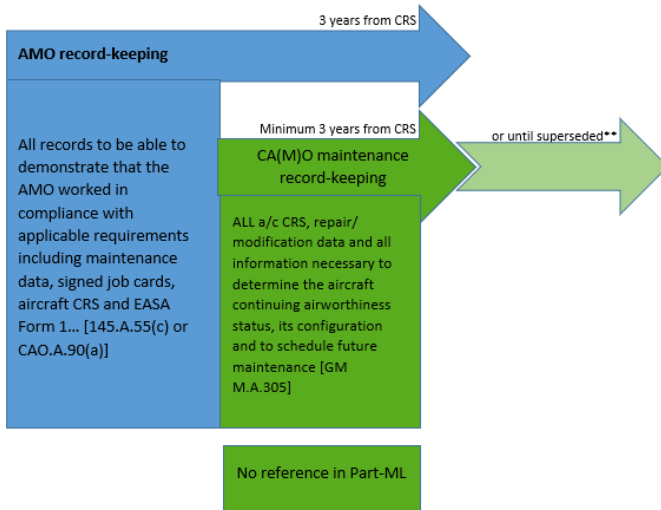 3 years from CRS
AMO record-keeping
Minimum 3 years from CRS
or until superseded**
CA(M)O maintenance
record-keeping
All records to be able to
demonstrate that the
AMO worked in
compliance with
applicable requirements
including maintenance
data, signed job cards,
aircraft CRS and EASA
Form 1... [145.A.55(c) or
CAO.A.90(a)]
ALL a/c CRS, repair/
modification data and all
information necessary to
determine the aircraft
continuing airworthiness
status, its configuration
and to schedule future
maintenance [GM
M.A.305]
No reference in Part-ML